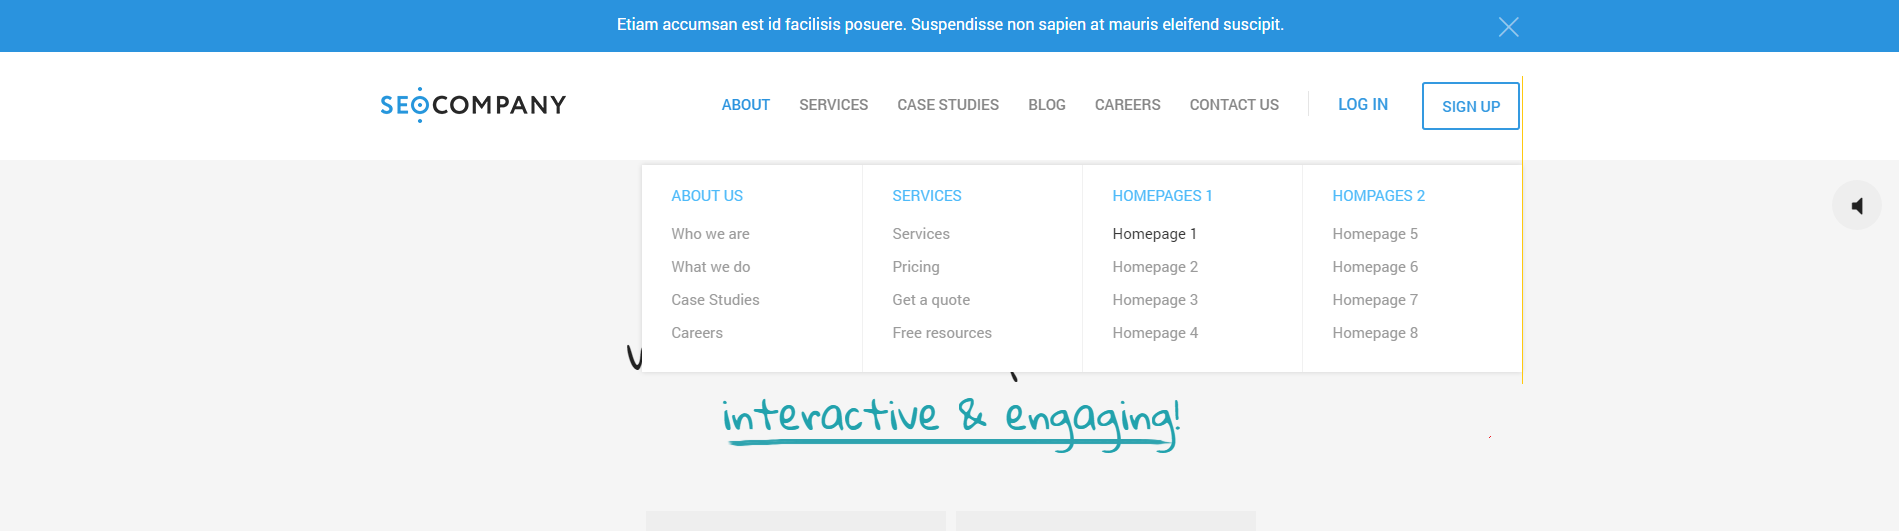 Etiam accumsan est id facilisis posuere. Suspendisse non sapien at mauris eleifend suscipit.
SEOCOMPANY
ABOUT SERVICES CASE STUDIES BLOG CAREERS CONTACT US LOG IN SIGN UP
ABOUT US
Who we are
What we do
Case Studies
Careers
SERVICES
Services
Pricing
Get a quote
Free resources
HOMEPAGES 1
Homepage 1
Homepage 2
Homepage 3
Homepage 4
HOMPAGES 2
Homepage 5
Homepage 6
Homepage 7
Homepage 8
interactive & engaging!